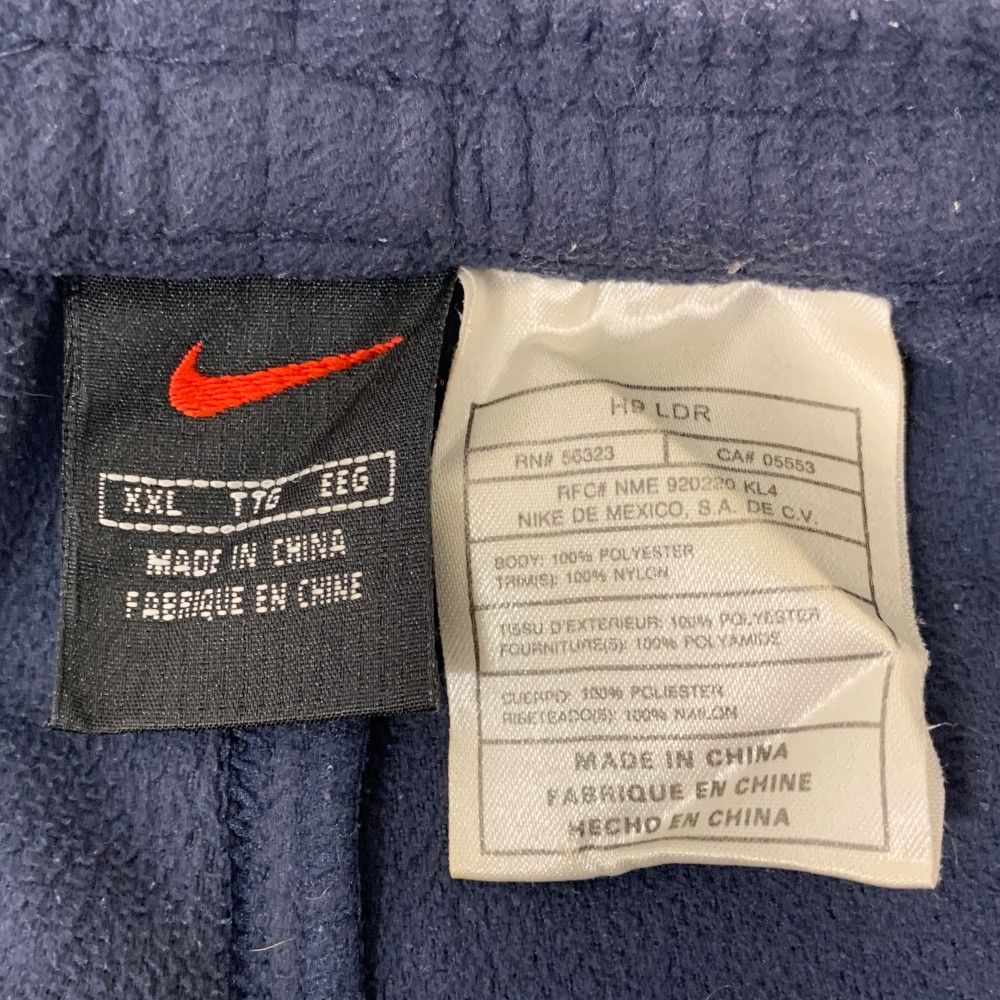 XXL TTG EEG
MADE IN CHINA
FABRIQUE EN CHINE
H9 LDR
RN# 56323 CA# 05553
RFC# NME 920220 KL4
NIKE DE MEXICO, S.A. DE C.V.
BODY: 100% POLYESTER
TRIM(S): 100% NYLON
TISSU D'EXTERIEUR: 100% POLYESTER
FOURNITURE(S): 100% POLYAMIDE
CUERPO: 100% POLIESTER
RIBETEADO(S): 100% NAILON
MADE IN CHINA
FABRIQUE EN CHINE
HECHO EN CHINA